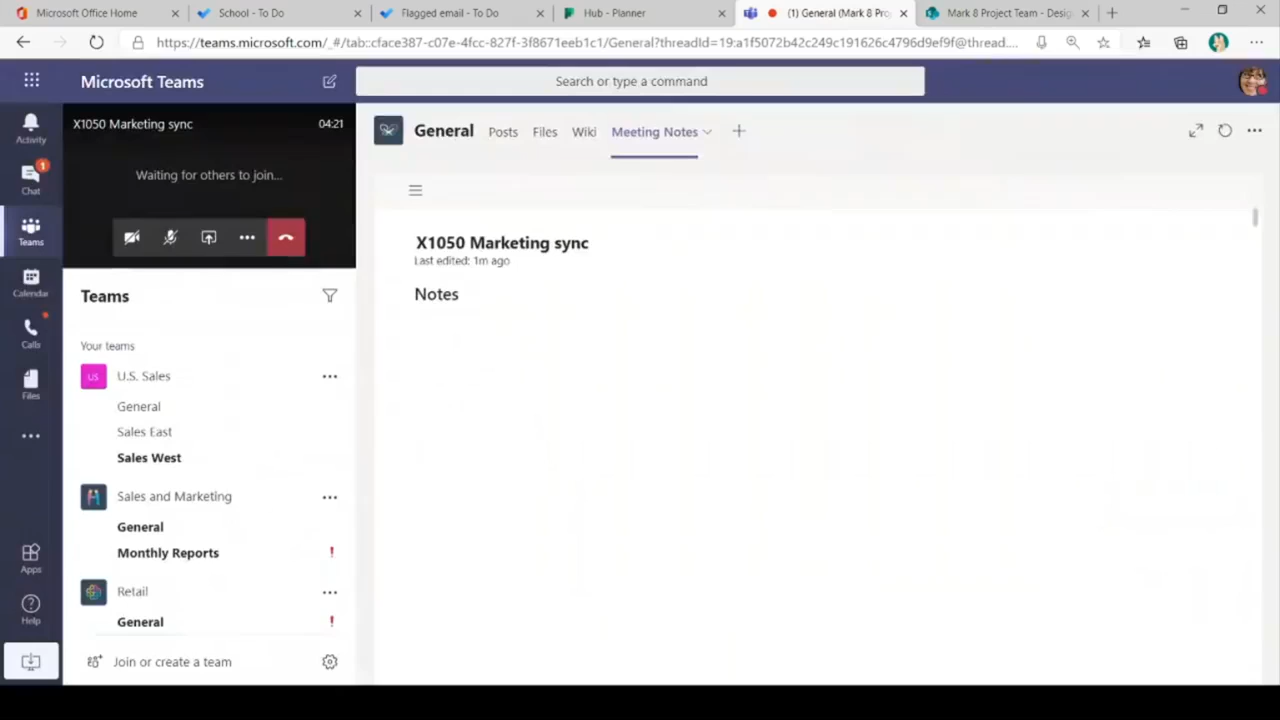 Microsoft Office Home
School - To Do
Flagged email - To Do
Hub - Planner
(1) General (Mark 8 Pro
Mark 8 Project Team - Desig
https://teams.microsoft.com/_#/tab::cface387-c07e-4fcc-827f-3f8671eeb1c1/General?threadId=19:a1f5072b42c249c191626c4796d9ef9f@thread....
Microsoft Teams
Search or type a command
Activity
Chat
1
Teams
Calendar
Calls
Files
Apps
Help
X1050 Marketing sync
04:21
Waiting for others to join...
Teams
Your teams
US
U.S. Sales
General
Sales East
Sales West
Sales and Marketing
General
Monthly Reports
!
Retail
General
!
Join or create a team
General
Posts
Files
Wiki
Meeting Notes
X1050 Marketing sync
Last edited: 1m ago
Notes